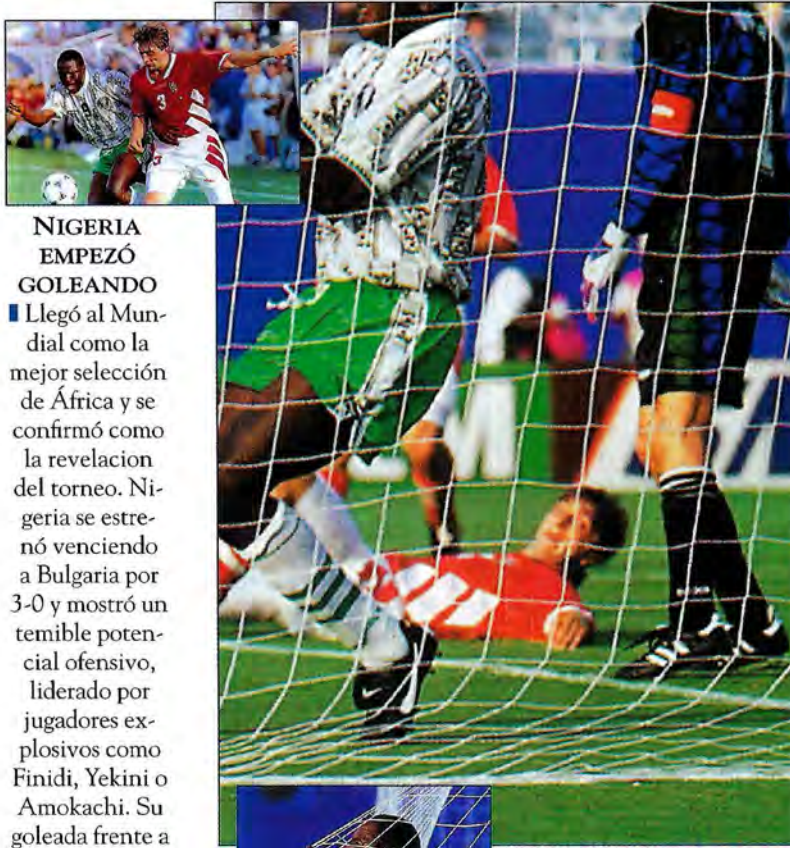 NIGERIA
EMPEZÓ
GOLEANDO
Llegó al Mun-
dial como la
mejor selección
de África y se
confirmó como
la revelacion
del torneo. Ni-
geria se estre-
nó venciendo
a Bulgaria por
3-0 y mostró un
temible poten-
cial ofensivo,
liderado por
jugadores ex-
plosivos como
Finidi, Yekini o
Amokachi. Su
goleada frente a
3